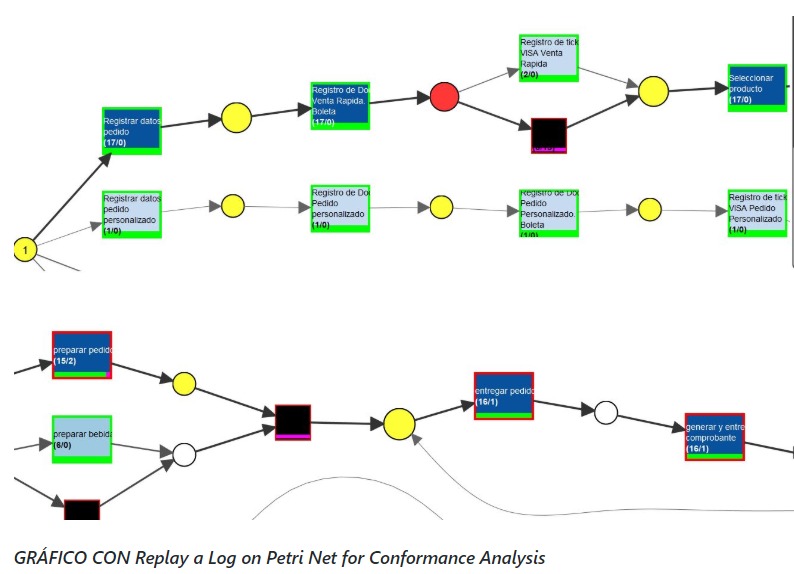 Registro de tick
VISA Venta
Rapida
(2/0)
Seleccionar
producto
(17/0)
Registro de Do
Venta Rapida.
Boleta
(17/0)
Registrar datos
pedido
(17/0)
Registrar datos
pedido
personalizado
(1/0)
Registro de Do
Pedido
personalizado
(1/0)
Registro de Do
Pedido
Personalizado.
Boleta
(1/0)
Registro de tick
VISA Pedido
Personalizado
(1/0)
1
preparar pedid
(15/2)
preparar bebid
(6/0)
entregar pedid
(16/1)
generar y entre
comprobante
(16/1)
GRÁFICO CON Replay a Log on Petri Net for Conformance Analysis